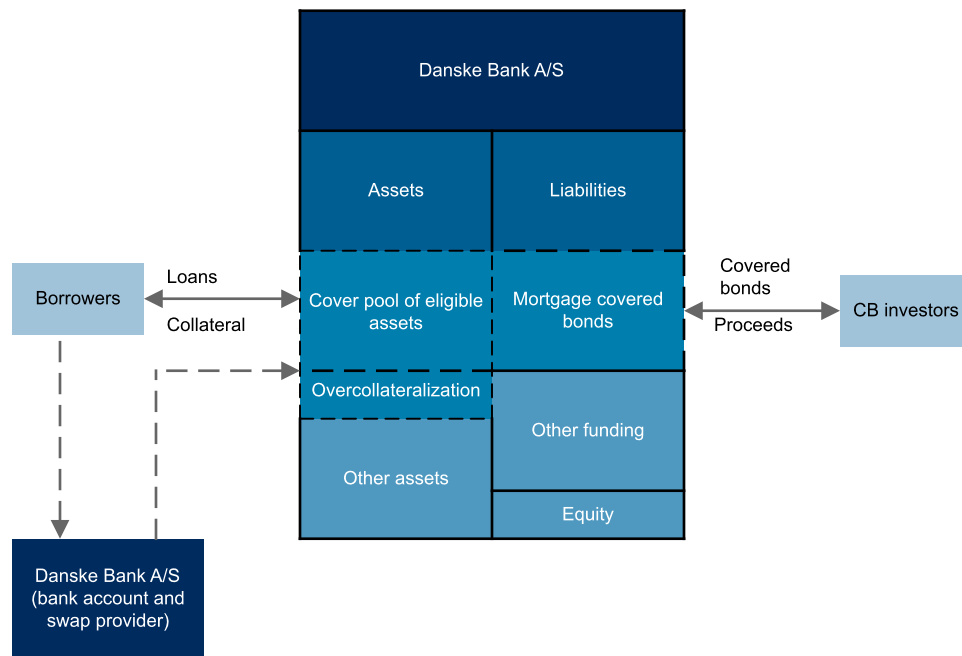 Danske Bank A/S
Assets
Liabilities
Borrowers
Loans
Collateral
Cover pool of eligible
assets
Mortgage covered
bonds
Covered
bonds
Proceeds
CB investors
Overcollateralization
Other funding
Other assets
Equity
Danske Bank A/S
(bank account and
swap provider)